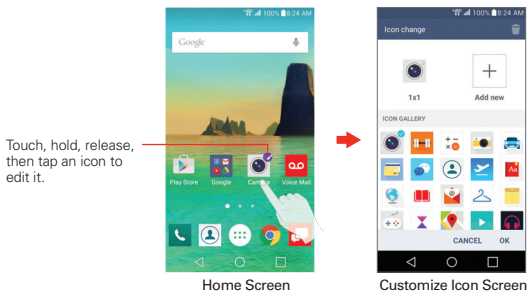 Touch, hold, release,
then tap an icon to
edit it.
100% 8:24 AM
Google
Play Store
Google
Camera
Voice Mail
Home Screen
100% 8:24 AM
Icon change
1x1
Add new
ICON GALLERY
Aa
CANCEL
OK
Customize Icon Screen